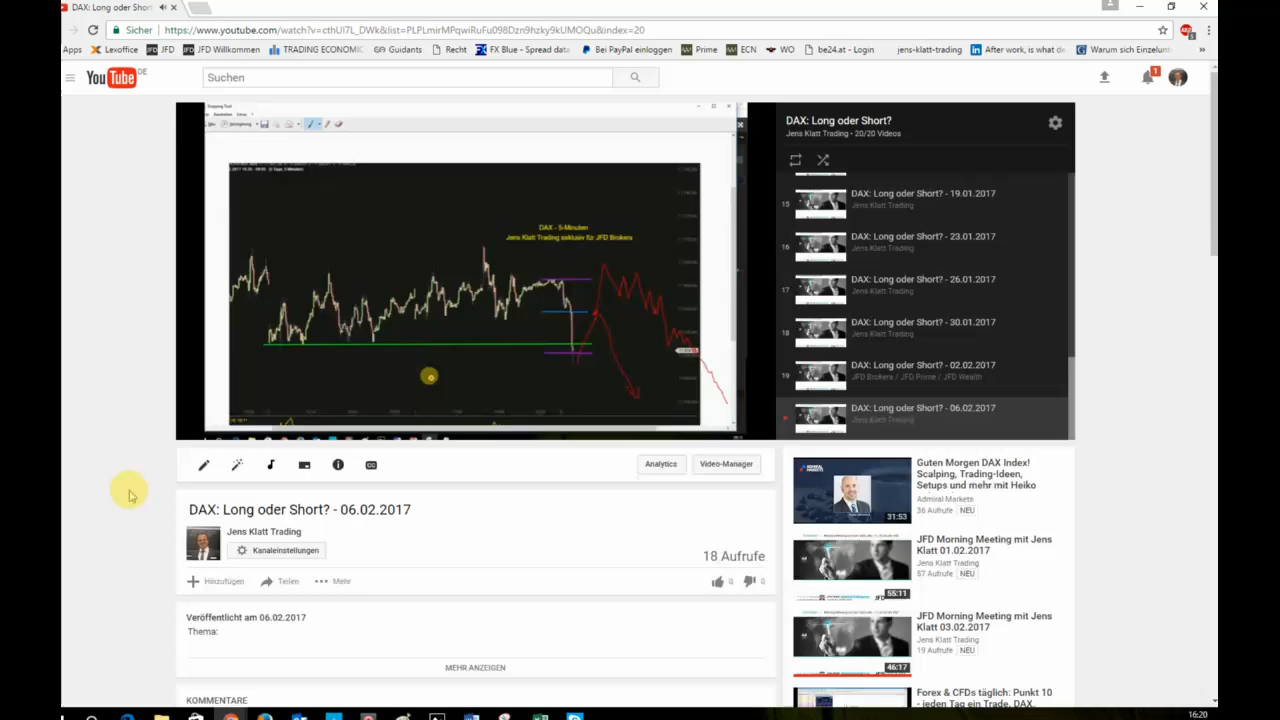 DAX: Long oder Short
Sicher
https://www.youtube.com/watch?v=cthUl7L_DWk&list=PLPLmirMPqwiRuFu098Dzn9hzky9kUMOQu&index=20
Apps
Lexoffice
JFD
JFD Willkommen
TRADING ECONOMIC
Guidants
Recht
FX Blue - Spread data
Bei PayPal einloggen
Prime
ECN
WO
be24.at - Login
jens-klatt-trading
After work, is what de
Warum sich Einzelunt
YouTube DE
Suchen
1
Snipping Tool
DAX - 5-Minuten
Jens Klatt Trading exklusiv für JFD Brokers
DAX: Long oder Short?
Jens Klatt Trading • 20/20 Videos
15
DAX: Long oder Short? - 19.01.2017
Jens Klatt Trading
16
DAX: Long oder Short? - 23.01.2017
Jens Klatt Trading
17
DAX: Long oder Short? - 26.01.2017
Jens Klatt Trading
18
DAX: Long oder Short? - 30.01.2017
Jens Klatt Trading
19
DAX: Long oder Short? - 02.02.2017
JFD Brokers / JFD Prime / JFD Wealth
DAX: Long oder Short? - 06.02.2017
Jens Klatt Trading
CC
Analytics
Video-Manager
DAX: Long oder Short? - 06.02.2017
Jens Klatt Trading
Kanaleinstellungen
18 Aufrufe
Hinzufügen
Teilen
Mehr
0
0
Veröffentlicht am 06.02.2017
Thema:
MEHR ANZEIGEN
KOMMENTARE
ADMIRAL MARKETS
31:53
Guten Morgen DAX Index!
Scalping, Trading-Ideen,
Setups und mehr mit Heiko
Admiral Markets
36 Aufrufe NEU
55:11
JFD Morning Meeting mit Jens
Klatt 01.02.2017
Jens Klatt Trading
57 Aufrufe NEU
46:17
JFD Morning Meeting mit Jens
Klatt 03.02.2017
Jens Klatt Trading
19 Aufrufe NEU
Forex & CFDs täglich: Punkt 10
- jeden Tag ein Trade. DAX,
16:20